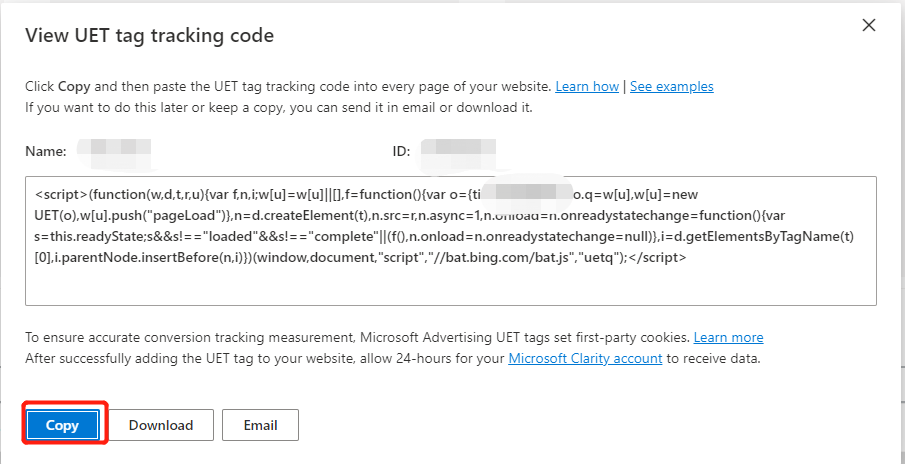 View UET tag tracking code
Click Copy and then paste the UET tag tracking code into every page of your website. Learn how | See examples
If you want to do this later or keep a copy, you can send it in email or download it.
Name:
ID:
<script>(function(w,d,t,r,u){var f,n,i;w[u]=w[u]||[],f=function(){var o={ti o.q=w[u],w[u]=new
UET(o),w[u].push("pageLoad")},n=d.createElement(t),n.src=r,n.async=1,n.onload=n.onreadystatechange=function(){var
s=this.readyState;s&&s!=="loaded"&&s!=="complete"||(f(),n.onload=n.onreadystatechange=null)},i=d.getElementsByTagName(t)
[0],i.parentNode.insertBefore(n,i)})(window,document,"script","//bat.bing.com/bat.js","uetq");</script>
To ensure accurate conversion tracking measurement, Microsoft Advertising UET tags set first-party cookies. Learn more
After successfully adding the UET tag to your website, allow 24-hours for your Microsoft Clarity account to receive data.
Copy
Download
Email